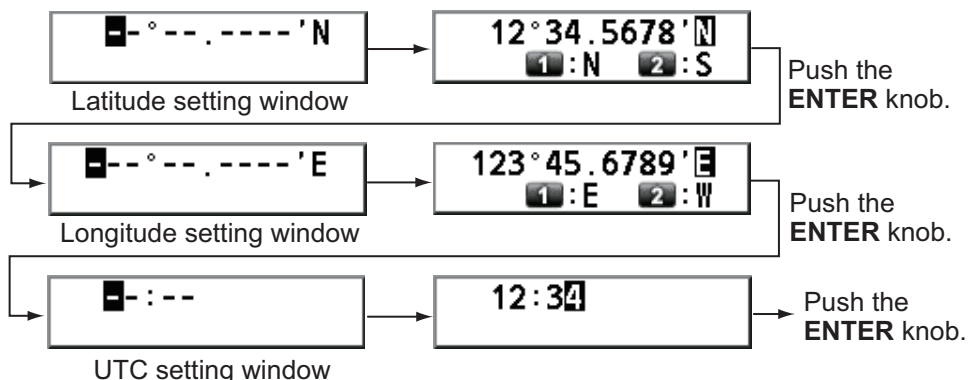 --°--.----'N
12°34.5678'N
1:N 2:S
Latitude setting window
Push the
ENTER knob.
---°--.----'E
123°45.6789'E
1:E 2:W
Longitude setting window
Push the
ENTER knob.
--:--
12:34
Push the
ENTER knob.
UTC setting window